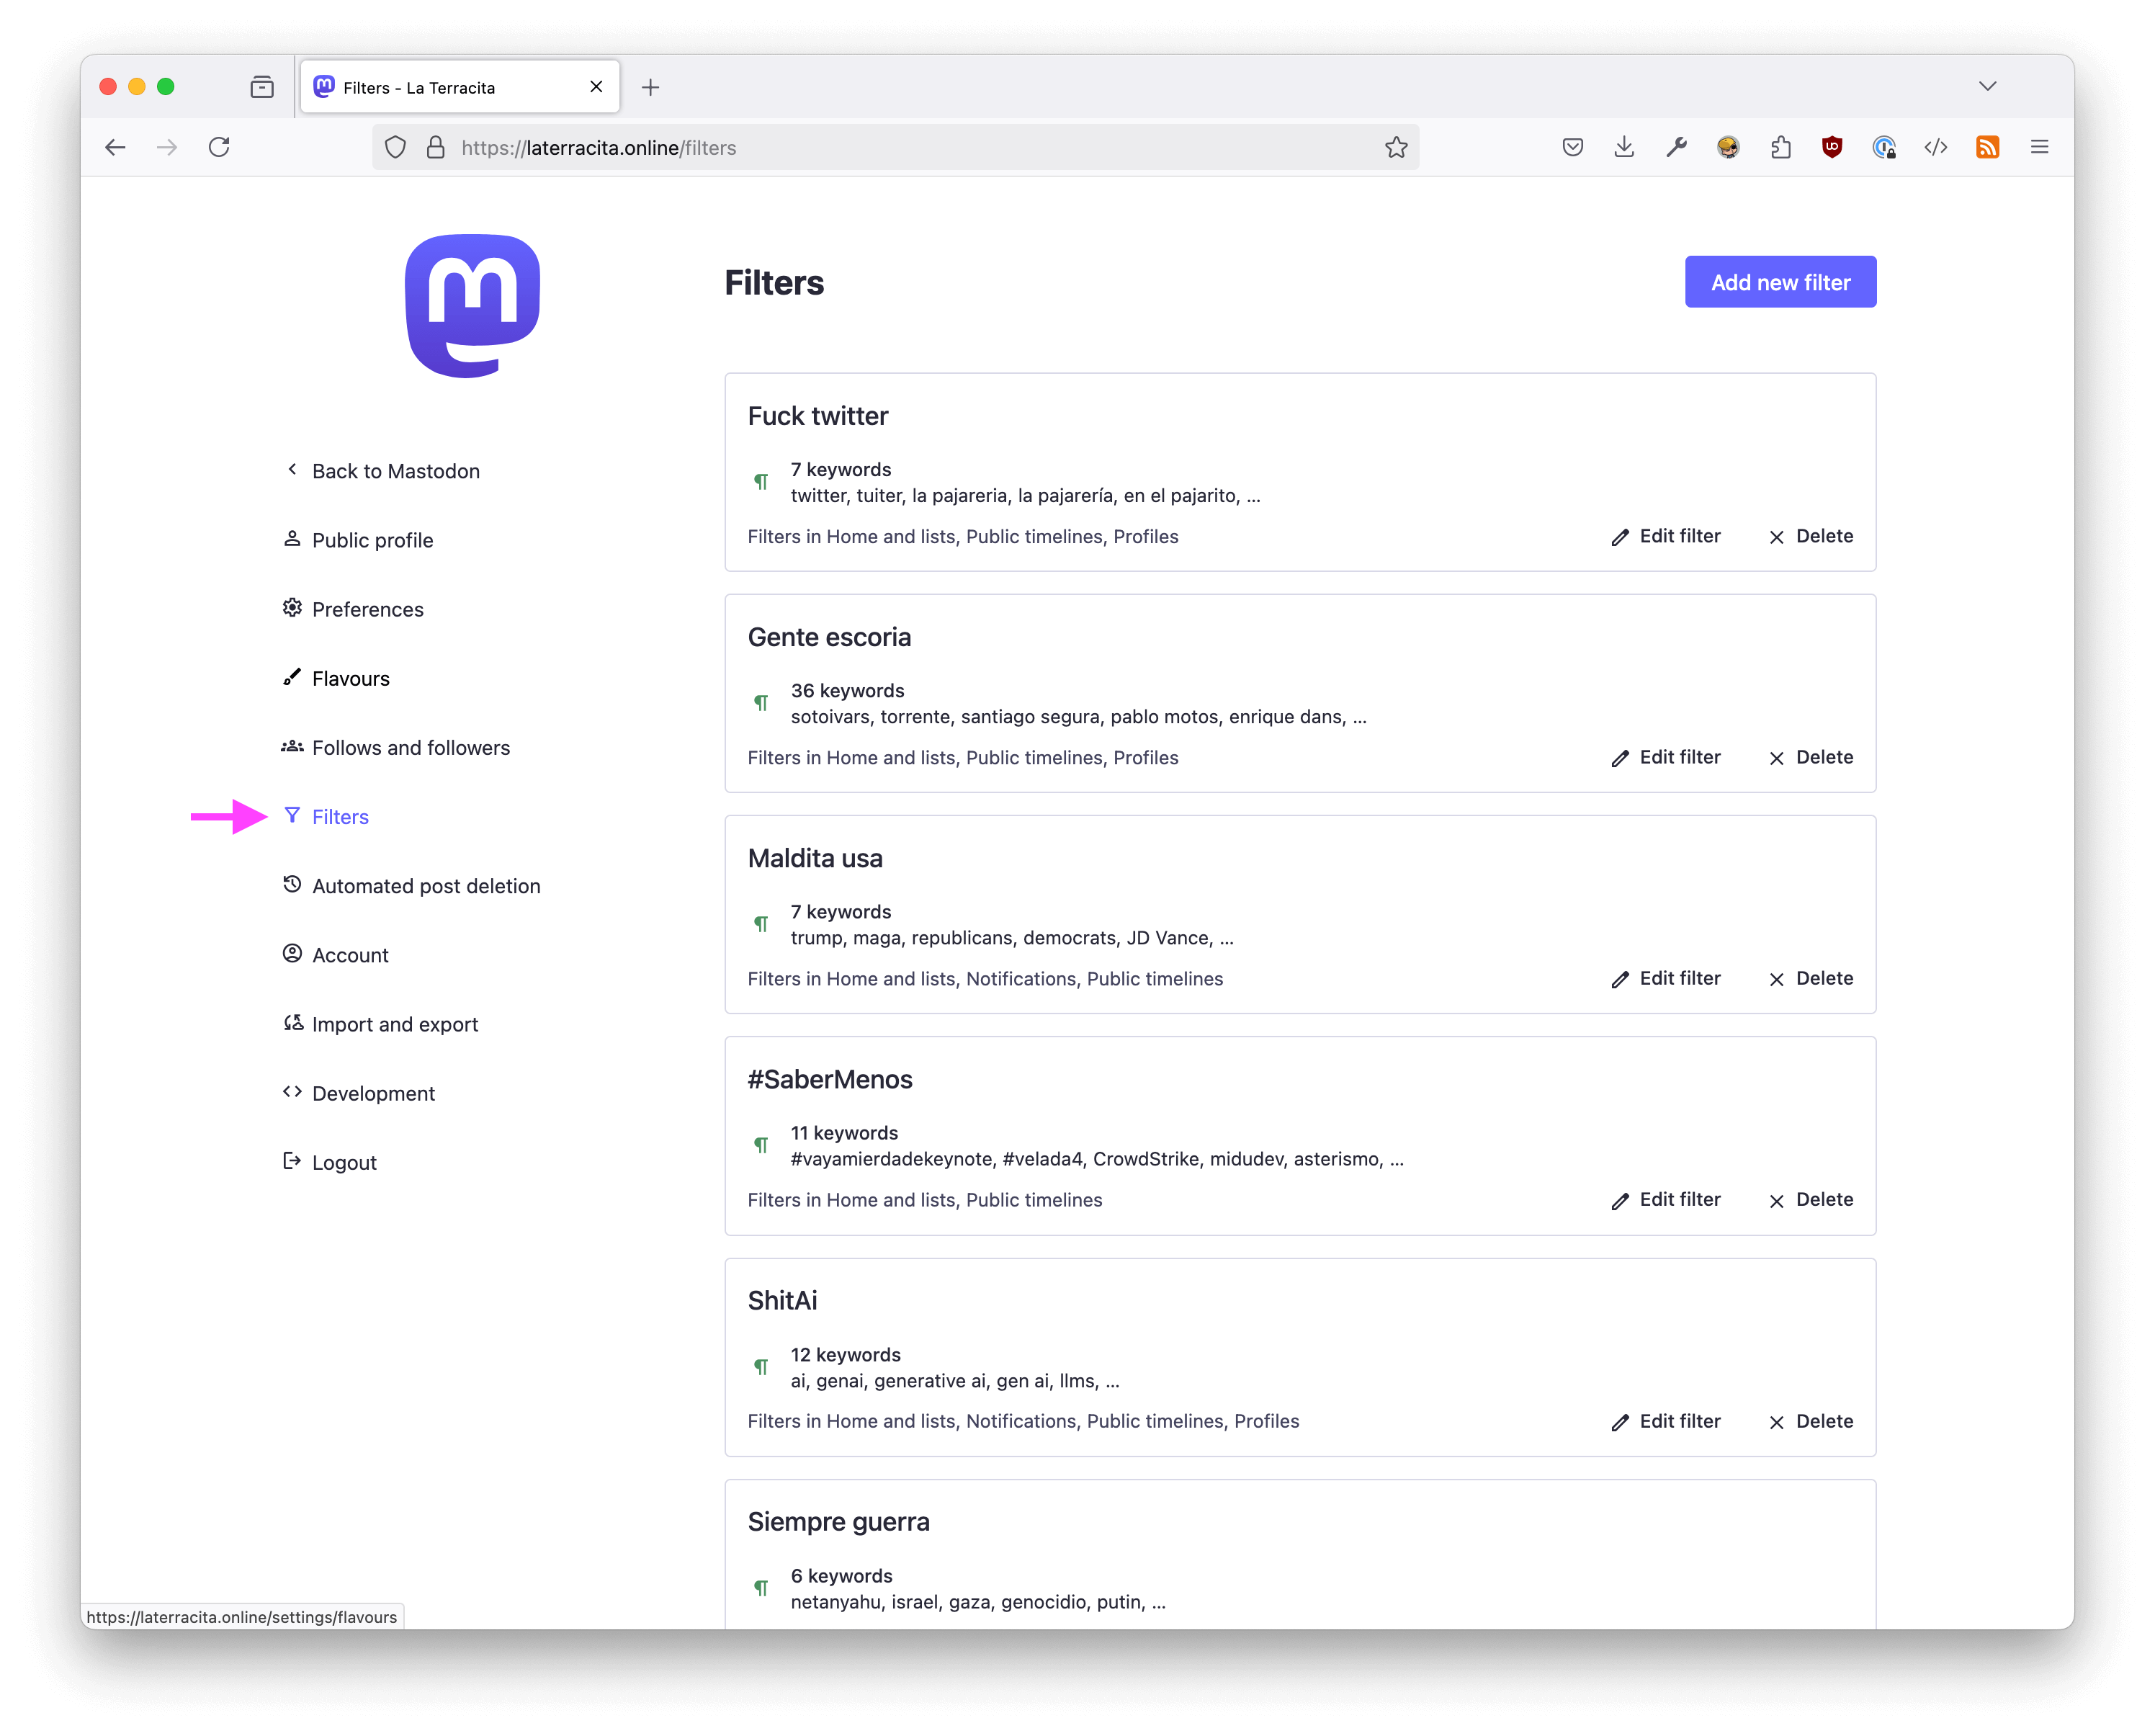 Filters - La Terracita
https://laterracita.online/filters
Filters
Add new filter
Back to Mastodon
Public profile
Preferences
Flavours
Follows and followers
Filters
Automated post deletion
Account
Import and export
Development
Logout
Fuck twitter
7 keywords
twitter, tuiter, la pajareria, la pajarería, en el pajarito, ...
Filters in Home and lists, Public timelines, Profiles
Edit filter
Delete
Gente escoria
36 keywords
sotoivars, torrente, santiago segura, pablo motos, enrique dans, ...
Filters in Home and lists, Public timelines, Profiles
Edit filter
Delete
Maldita usa
7 keywords
trump, maga, republicans, democrats, JD Vance, ...
Filters in Home and lists, Notifications, Public timelines
Edit filter
Delete
#SaberMenos
11 keywords
#vayamierdadekeynote, #velada4, CrowdStrike, midudev, asterismo, ...
Filters in Home and lists, Public timelines
Edit filter
Delete
ShitAi
12 keywords
ai, genai, generative ai, gen ai, llms, ...
Filters in Home and lists, Notifications, Public timelines, Profiles
Edit filter
Delete
Siempre guerra
6 keywords
netanyahu, israel, gaza, genocidio, putin, ...
https://laterracita.online/settings/flavours